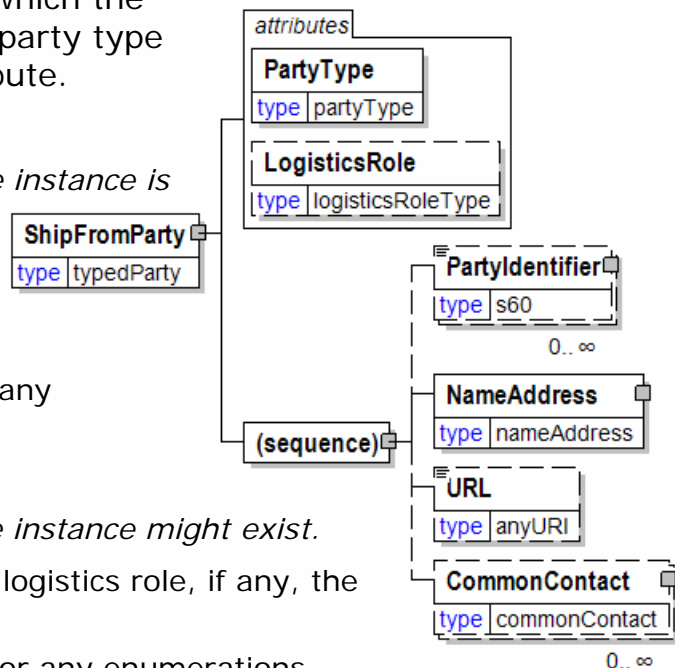 which the
party type
bute.
e instance is
any
e instance might exist.
logistics role, if any, the
or any enumerations
attributes
PartyType
type partyType
LogisticsRole
type logisticsRoleType
ShipFromParty
type typedParty
PartyIdentifier
type s60
0.. ∞
NameAddress
type nameAddress
(sequence)
URL
type anyURI
CommonContact
type commonContact
0.. ∞